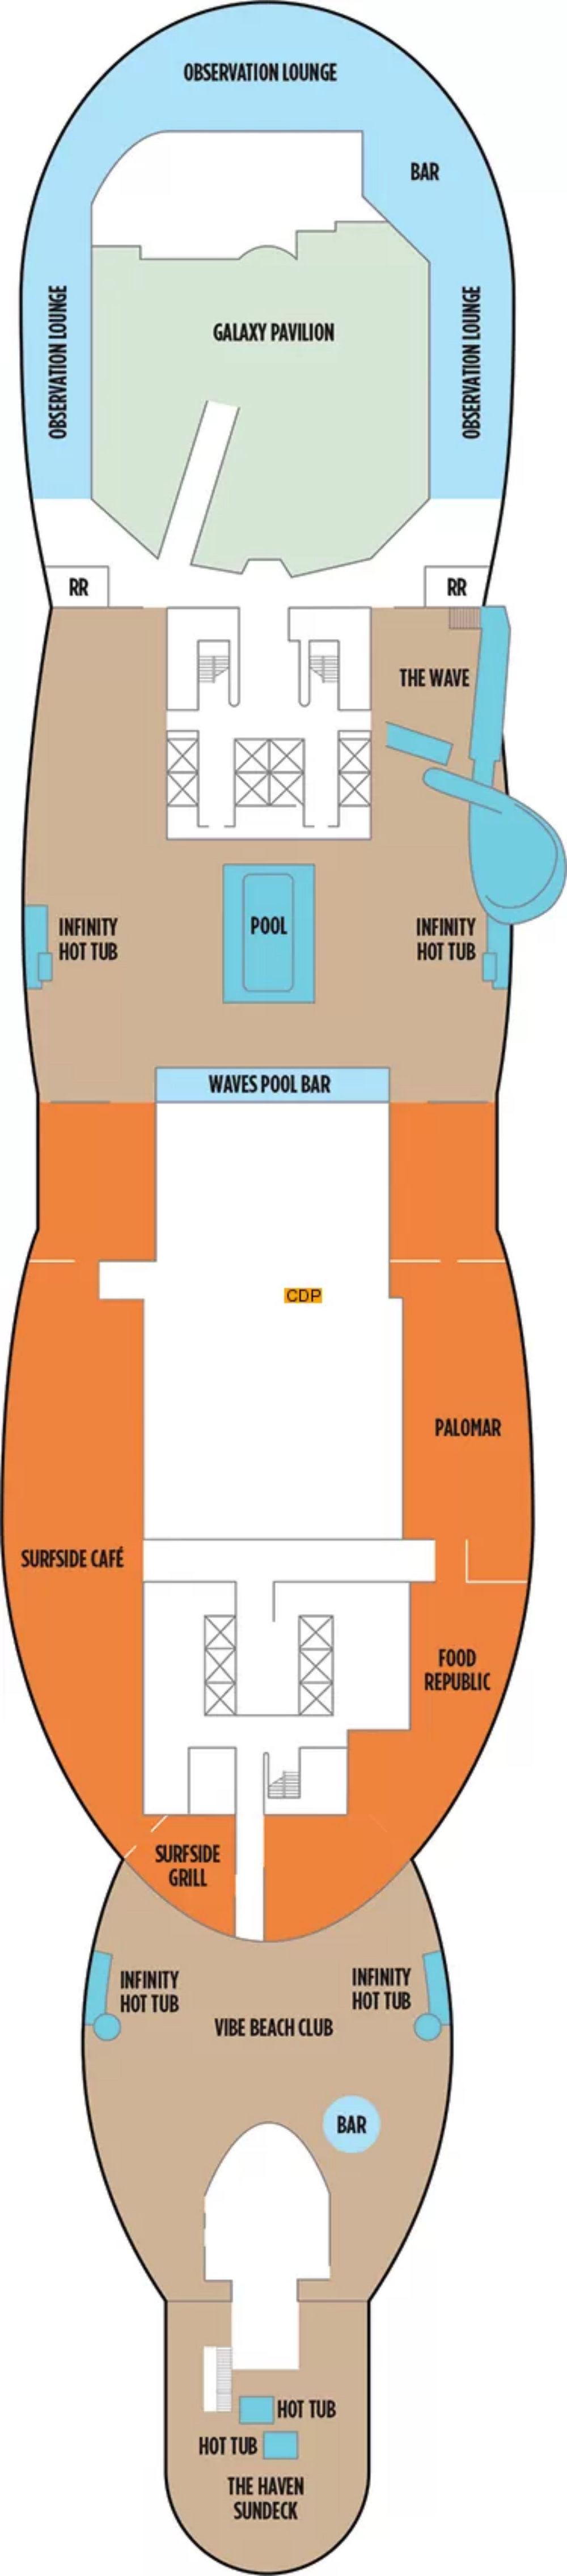 OBSERVATION LOUNGE
BAR
OBSERVATION LOUNGE
GALAXY PAVILION
OBSERVATION LOUNGE
RR
RR
THE WAVE
INFINITY
HOT TUB
POOL
INFINITY
HOT TUB
WAVES POOL BAR
CDP
PALOMAR
SURFSIDE CAFÉ
FOOD
REPUBLIC
SURFSIDE
GRILL
INFINITY
HOT TUB
INFINITY
HOT TUB
VIBE BEACH CLUB
BAR
HOT TUB
HOT TUB
THE HAVEN
SUNDECK